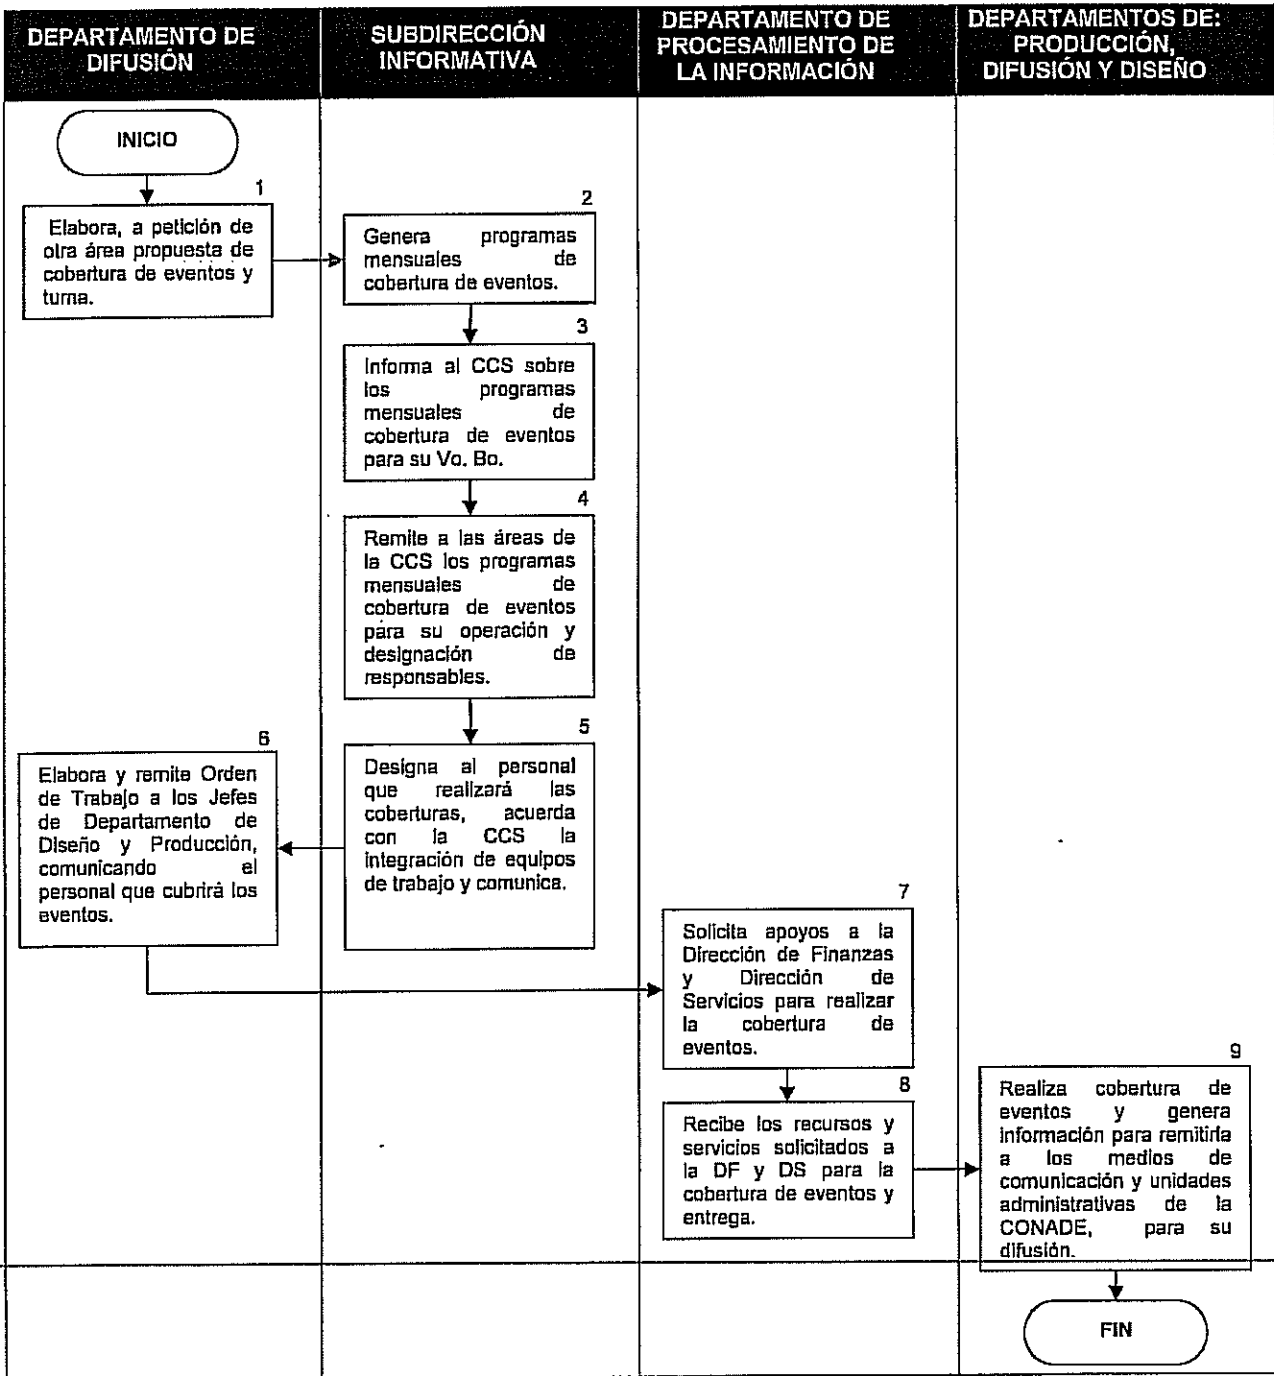 DEPARTAMENTO DE
DIFUSIÓN
SUBDIRECCIÓN
INFORMATIVA
DEPARTAMENTO DE
PROCESAMIENTO DE
LA INFORMACIÓN
DEPARTAMENTOS DE:
PRODUCCIÓN,
DIFUSIÓN Y DISEÑO
INICIO
1
Elabora, a petición de
otra área propuesta de
cobertura de eventos y
turna.
2
Genera programas
mensuales de
cobertura de eventos.
3
Informa al CCS sobre
los programas
mensuales de
cobertura de eventos
para su Vo. Bo.
4
Remite a las áreas de
la CCS los programas
mensuales de
cobertura de eventos
para su operación y
designación de
responsables.
5
Designa al personal
que realizará las
coberturas, acuerda
con la CCS la
integración de equipos
de trabajo y comunica.
6
Elabora y remite Orden
de Trabajo a los Jefes
de Departamento de
Diseño y Producción,
comunicando el
personal que cubrirá los
eventos.
7
Solicita apoyos a la
Dirección de Finanzas
y Dirección de
Servicios para realizar
la cobertura de
eventos.
8
Recibe los recursos y
servicios solicitados a
la DF y DS para la
cobertura de eventos y
entrega.
9
Realiza cobertura de
eventos y genera
información para remitirla
a los medios de
comunicación y unidades
administrativas de la
CONADE, para su
difusión.
FIN